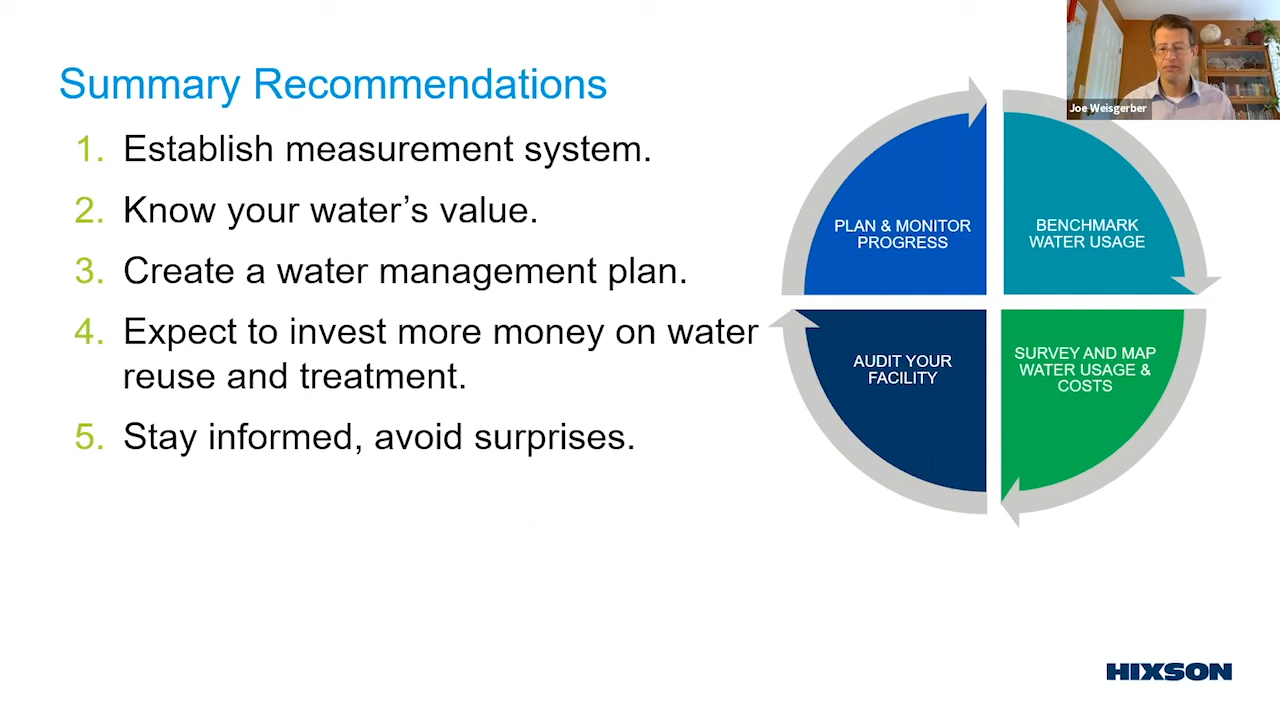 Summary Recommendations
1. Establish measurement system.
2. Know your water’s value.
3. Create a water management plan.
4. Expect to invest more money on water
reuse and treatment.
5. Stay informed, avoid surprises.
Joe Weisgerber
PLAN & MONITOR
PROGRESS
BENCHMARK
WATER USAGE
AUDIT YOUR
FACILITY
SURVEY AND MAP
WATER USAGE &
COSTS
HIXSON